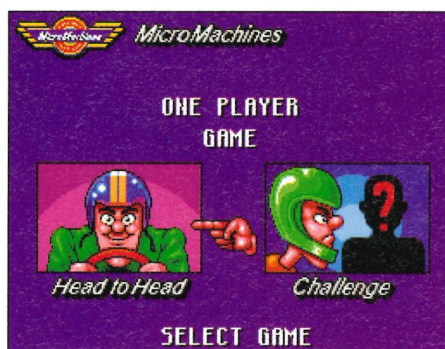 MicroMachines MicroMachines
ONE PLAYER
GAME
?
Head to Head Challenge
SELECT GAME